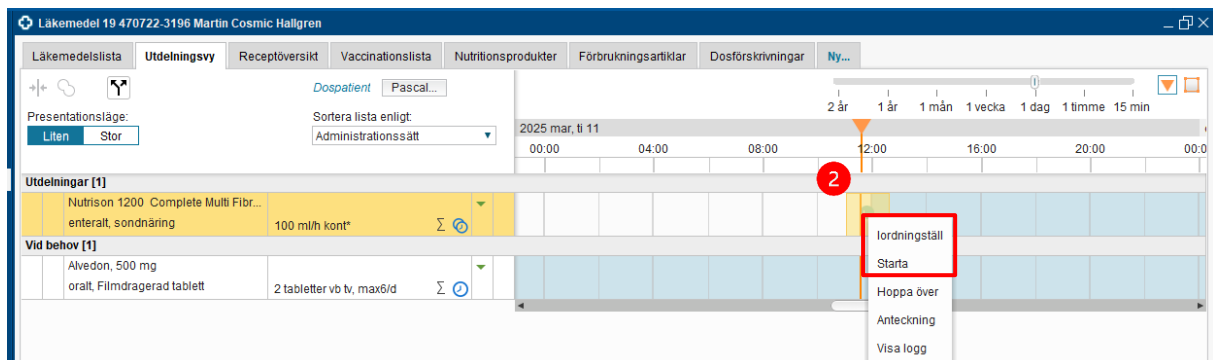 Läkemedel 19 470722-3196 Martin Cosmic Hallgren
Läkemedelslista Utdelningsvy Receptöversikt Vaccinationslista Nutritionsprodukter Förbrukningsartiklar Dosförskrivningar Ny...
Dospatient Pascal...
2 år 1 år 1 mån 1 vecka 1 dag 1 timme 15 min
Presentationsläge: Sortera lista enligt:
Liten Stor Administrationssätt
2025 mar, ti 11
00:00 04:00 08:00 12:00 16:00 20:00 00:0
Utdelningar [1]
2
Nutrison 1200 Complete Multi Fibr...
enteralt, sondnäring 100 ml/h kont* Σ
Vid behov [1]
Alvedon, 500 mg
oralt, Filmdragerad tablett 2 tabletter vb tv, max6/d Σ
Iordningställ
Starta
Hoppa över
Anteckning
Visa logg